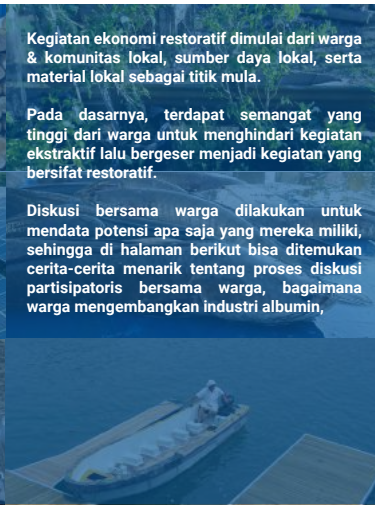 Kegiatan ekonomi restoratif dimulai dari warga
& komunitas lokal, sumber daya lokal, serta
material lokal sebagai titik mula.
Pada dasarnya, terdapat semangat yang
tinggi dari warga untuk menghindari kegiatan
ekstraktif lalu bergeser menjadi kegiatan yang
bersifat restoratif.
Diskusi bersama warga dilakukan untuk
mendata potensi apa saja yang mereka miliki,
sehingga di halaman berikut bisa ditemukan
cerita-cerita menarik tentang proses diskusi
partisipatoris bersama warga, bagaimana
warga mengembangkan industri albumin,